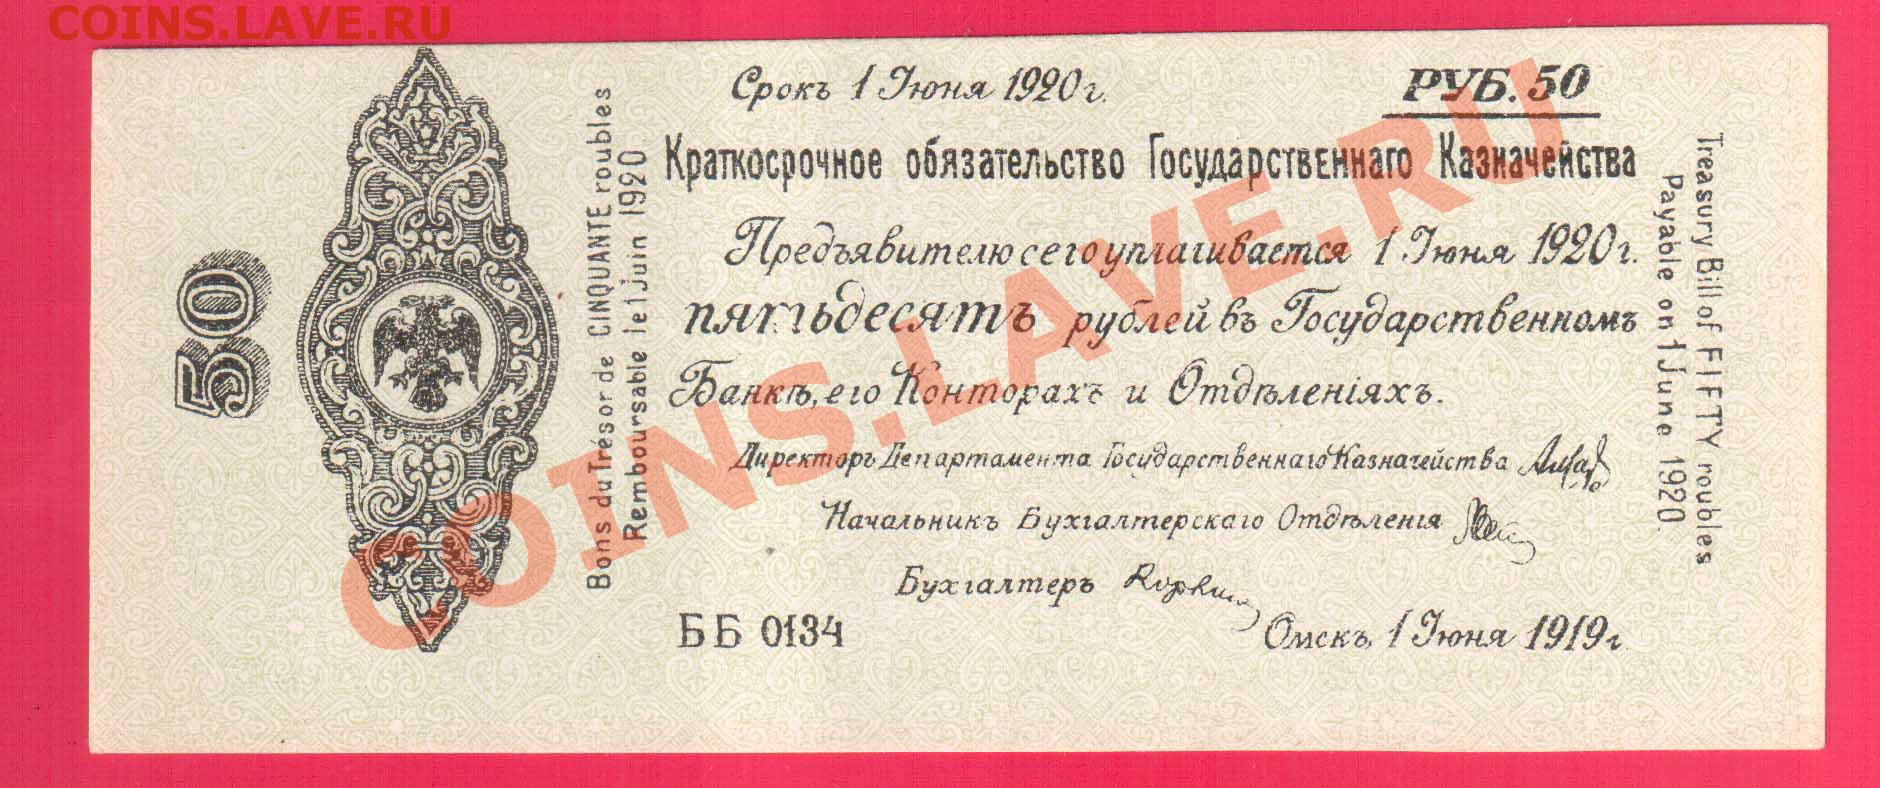 COINS.LAVE.RU
Срокъ 1 Июня 1920 г.
РУБ. 50
Краткосрочное обязательство Государственнаго Казначейства
Предъявителю сего уплачивается 1 Июня 1920 г.
пятьдесятъ рублей въ Государственномъ
Банкѣ, его Конторахъ и Отдѣленіяхъ.
Директоръ Департамента Государственнаго Казначейства
Начальникъ Бухгалтерскаго Отдѣленія
Бухгалтеръ
ББ 0134
Омскъ, 1 Июня 1919 г.
50
Bons du Trésor de CINQUANTE roubles
Remboursable le 1 Juin 1920
Treasury Bill of FIFTY roubles
Payable on 1 June 1920.
COINS.LAVE.RU